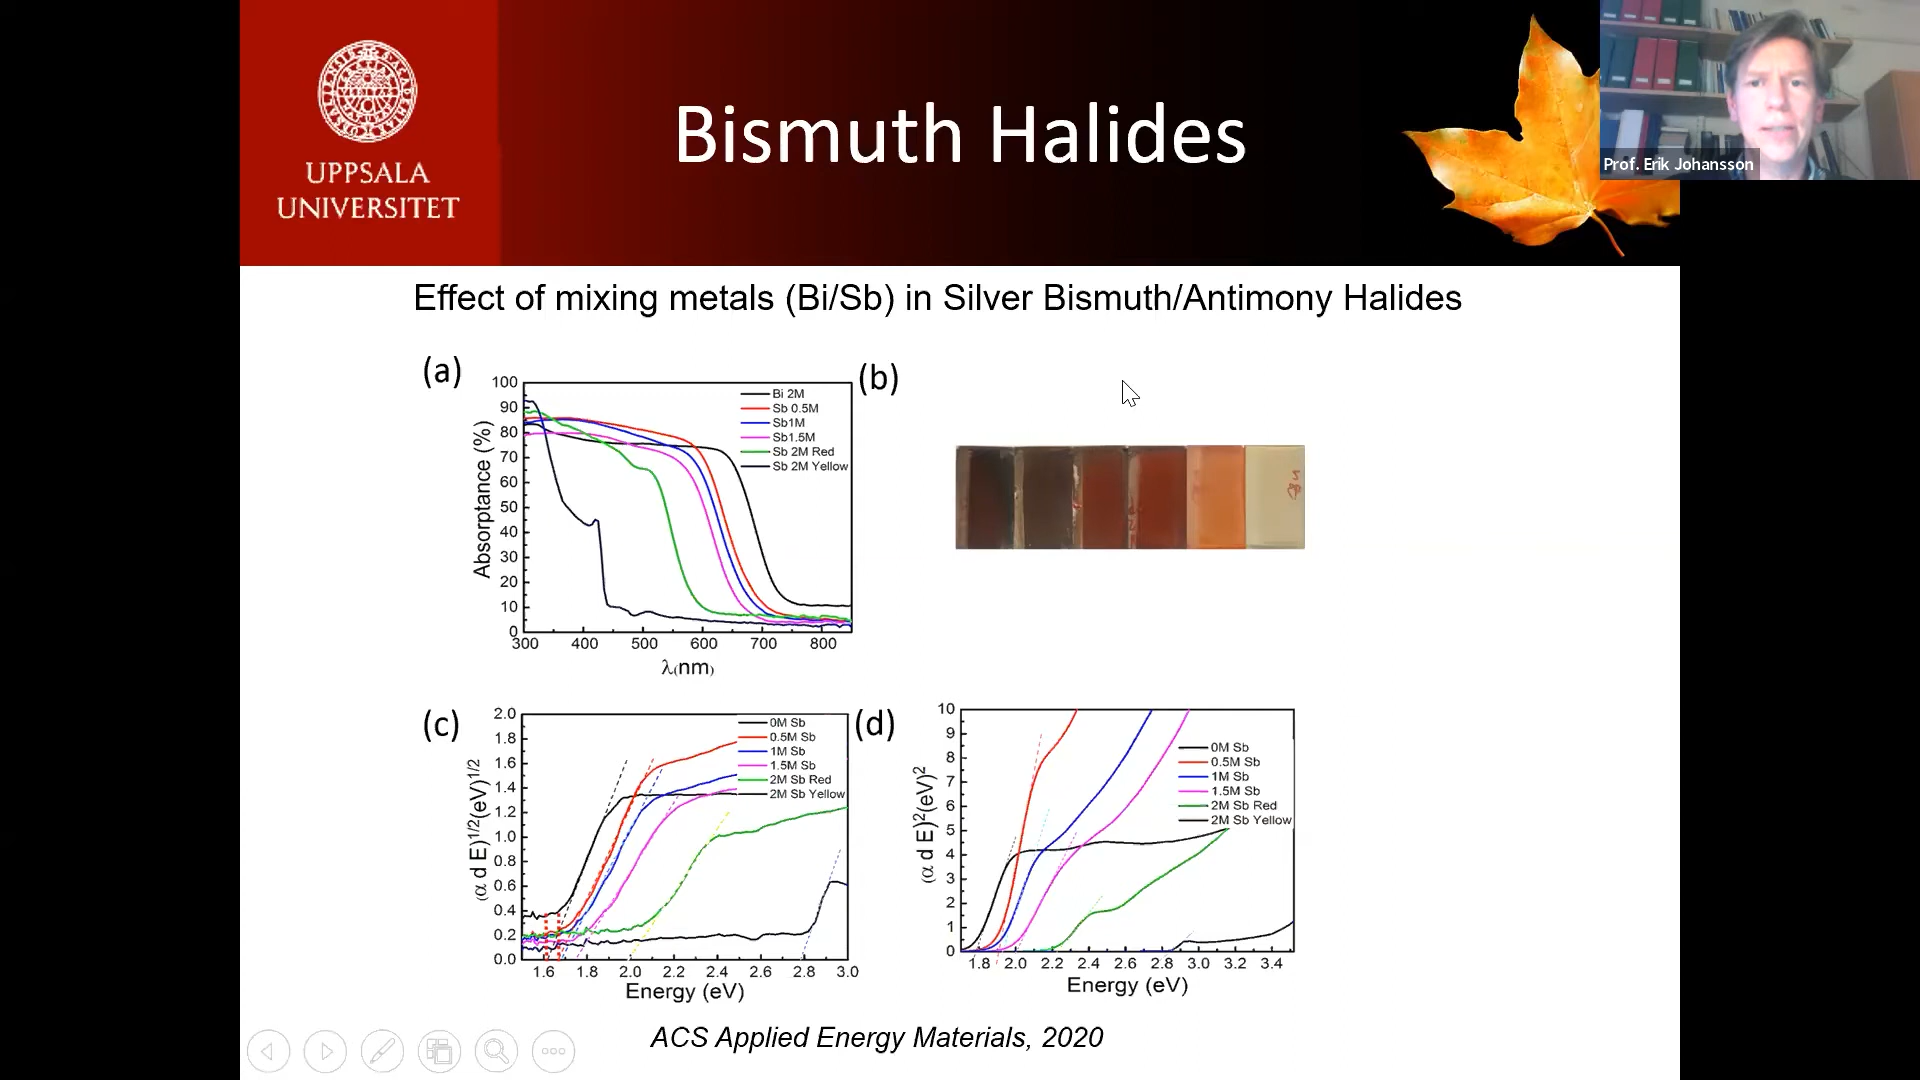 UPPSALA
UNIVERSITET
Bismuth Halides
Prof. Erik Johansson
Effect of mixing metals (Bi/Sb) in Silver Bismuth/Antimony Halides
(a)
100
90
80
70
60
50
40
30
20
10
0
Absorptance (%)
Bi 2M
Sb 0.5M
Sb1M
Sb1.5M
Sb 2M Red
Sb 2M Yellow
300 400 500 600 700 800
λ(nm)
(b)
(c)
2.0
1.8
1.6
1.4
1.2
1.0
0.8
0.6
0.4
0.2
0.0
(α d E)1/2(eV)1/2
0M Sb
0.5M Sb
1M Sb
1.5M Sb
2M Sb Red
2M Sb Yellow
1.6 1.8 2.0 2.2 2.4 2.6 2.8 3.0
Energy (eV)
(d)
10
9
8
7
6
5
4
3
2
1
0
(α d E)2(eV)2
0M Sb
0.5M Sb
1M Sb
1.5M Sb
2M Sb Red
2M Sb Yellow
1.8 2.0 2.2 2.4 2.6 2.8 3.0 3.2 3.4
Energy (eV)
ACS Applied Energy Materials, 2020